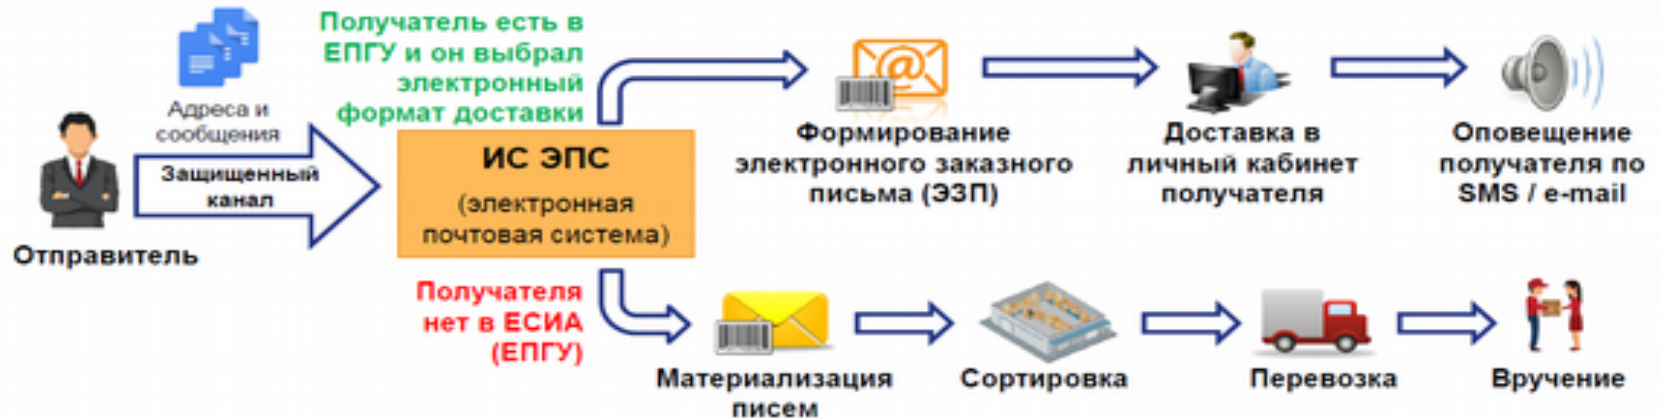 Адреса и
сообщения
Защищенный
канал
Отправитель
Получатель есть в
ЕПГУ и он выбрал
электронный
формат доставки
ИС ЭПС
(электронная
почтовая система)
Получателя
нет в ЕСИА
(ЕПГУ)
@
Формирование
электронного заказного
письма (ЭЗП)
Доставка в
личный кабинет
получателя
Оповещение
получателя по
SMS / e-mail
Материализация
писем
Сортировка
Перевозка
Вручение